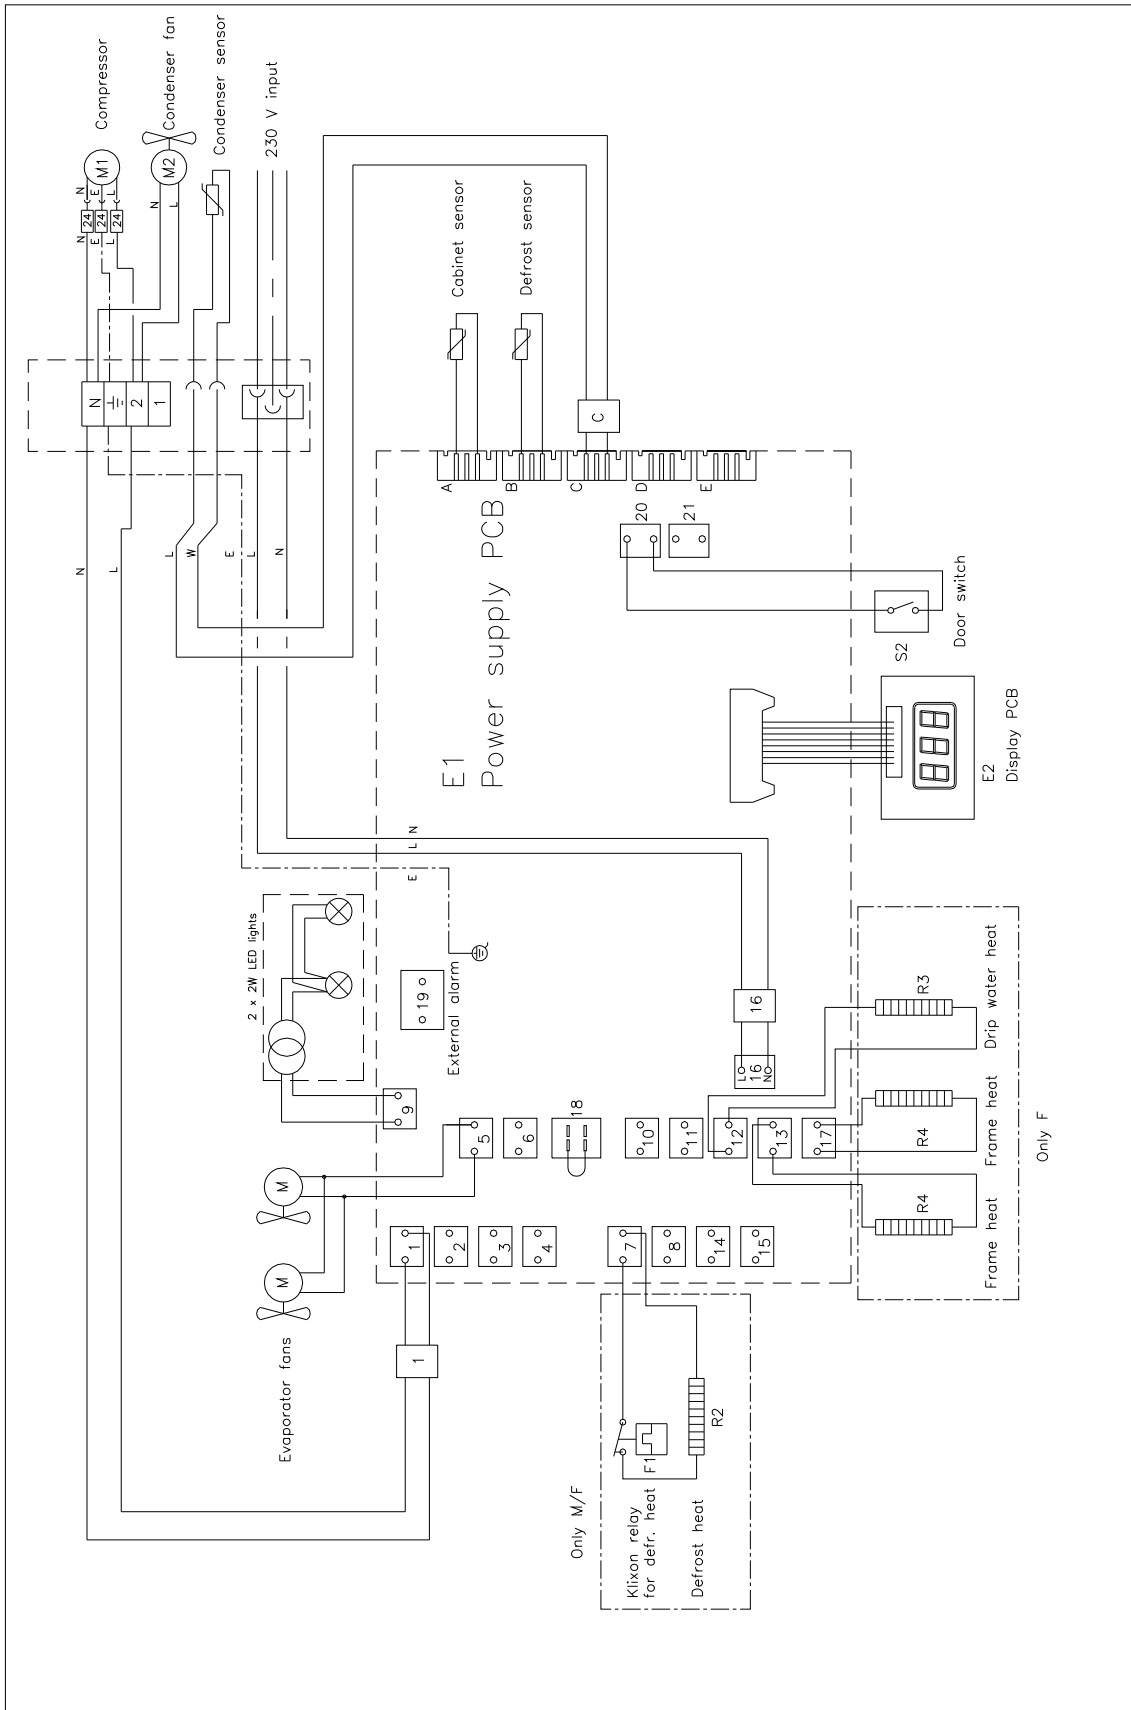 Compressor
Condenser fan
Condenser sensor
230 V input
M1
M2
N
E
L
24
24
24
N
E
L
N
L
N
2
1
Cabinet sensor
Defrost sensor
C
A
B
C
D
E
N
L
L
W
E
L
N
20
21
S2
Door switch
E1
Power supply PCB
E2
Display PCB
E
L
N
2 x 2W LED lights
19
External alarm
9
16
L
16
N
5
6
18
10
11
12
13
17
1
2
3
4
7
8
14
15
M
M
Evaporator fans
1
R3
Drip water heat
R4
Frame heat
R4
Frame heat
Only F
Only M/F
Klixon relay
for defr. heat
F1
R2
Defrost heat